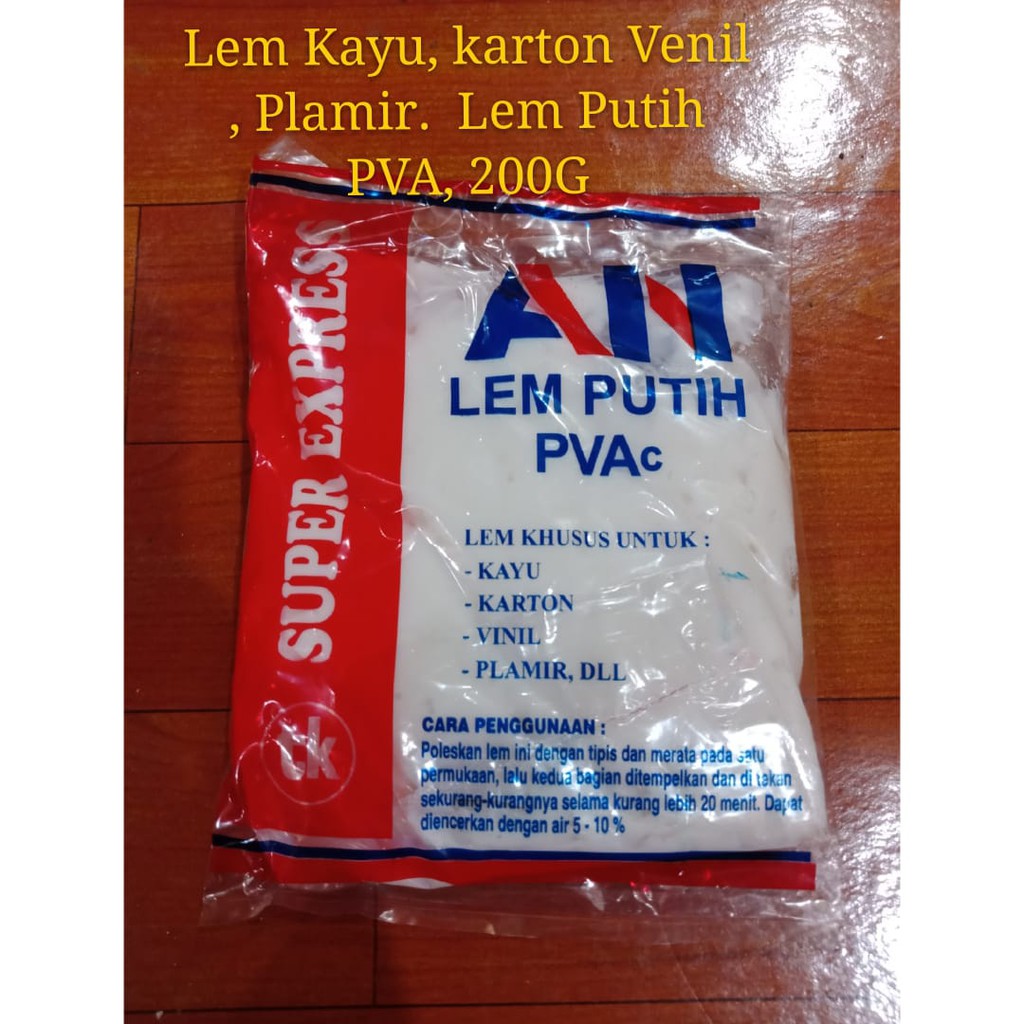 Lem Kayu, karton Venil
, Plamir. Lem Putih
PVA, 200G
SUPER EXPRESS
tk
AN
LEM PUTIH
PVAc
LEM KHUSUS UNTUK :
- KAYU
- KARTON
- VINIL
- PLAMIR, DLL
CARA PENGGUNAAN :
Poleskan lem ini dengan tipis dan merata pada satu
permukaan, lalu kedua bagian ditempelkan dan di tekan
sekurang-kurangnya selama kurang lebih 20 menit. Dapat
diencerkan dengan air 5 - 10 %